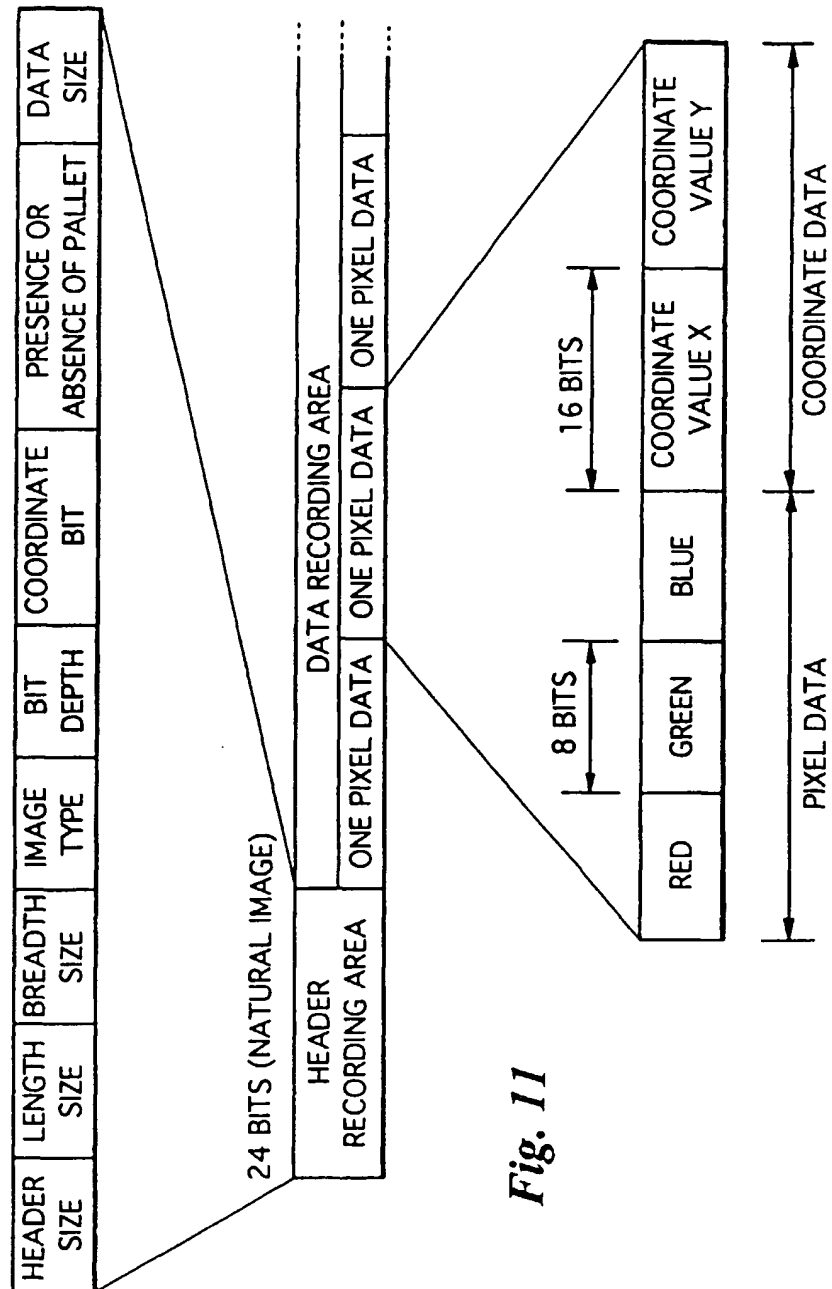 HEADER SIZE
LENGTH SIZE
BREADTH SIZE
IMAGE TYPE
BIT DEPTH
COORDINATE BIT
PRESENCE OR ABSENCE OF PALLET
DATA SIZE
24 BITS (NATURAL IMAGE)
HEADER RECORDING AREA
DATA RECORDING AREA
ONE PIXEL DATA
ONE PIXEL DATA
ONE PIXEL DATA
8 BITS
16 BITS
RED
GREEN
BLUE
COORDINATE VALUE X
COORDINATE VALUE Y
PIXEL DATA
COORDINATE DATA
Fig. 11